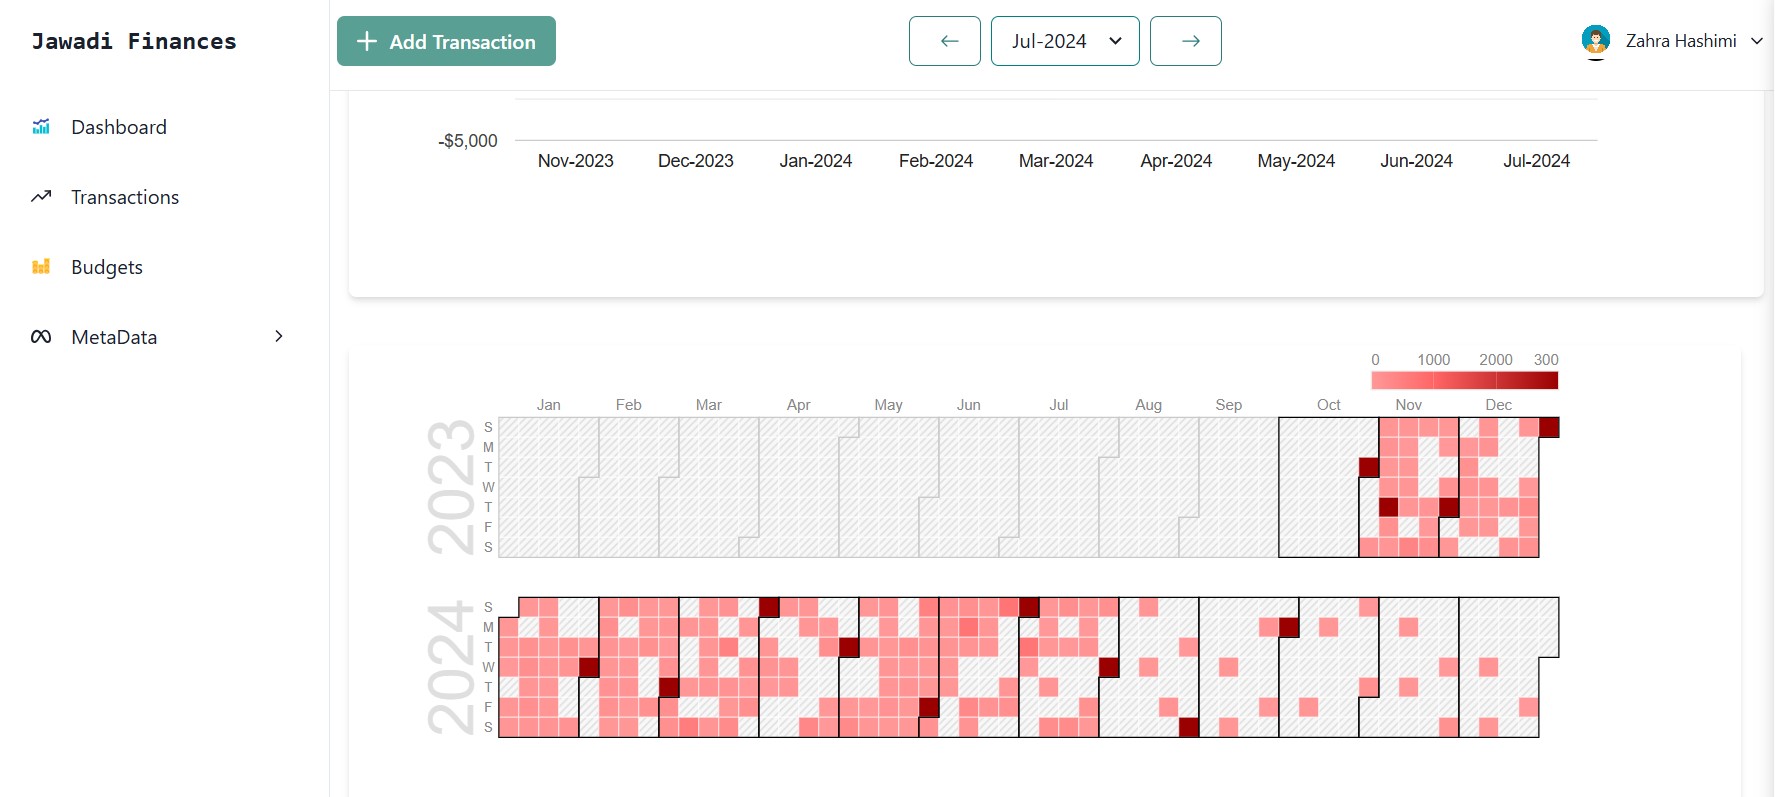 Jawadi Finances
Add Transaction
Jul-2024
Zahra Hashimi
Dashboard
Transactions
Budgets
MetaData
-$5,000
Nov-2023 Dec-2023 Jan-2024 Feb-2024 Mar-2024 Apr-2024 May-2024 Jun-2024 Jul-2024
0 1000 2000 300
Jan Feb Mar Apr May Jun Jul Aug Sep Oct Nov Dec
2023
S
M
T
W
T
F
S
2024
S
M
T
W
T
F
S